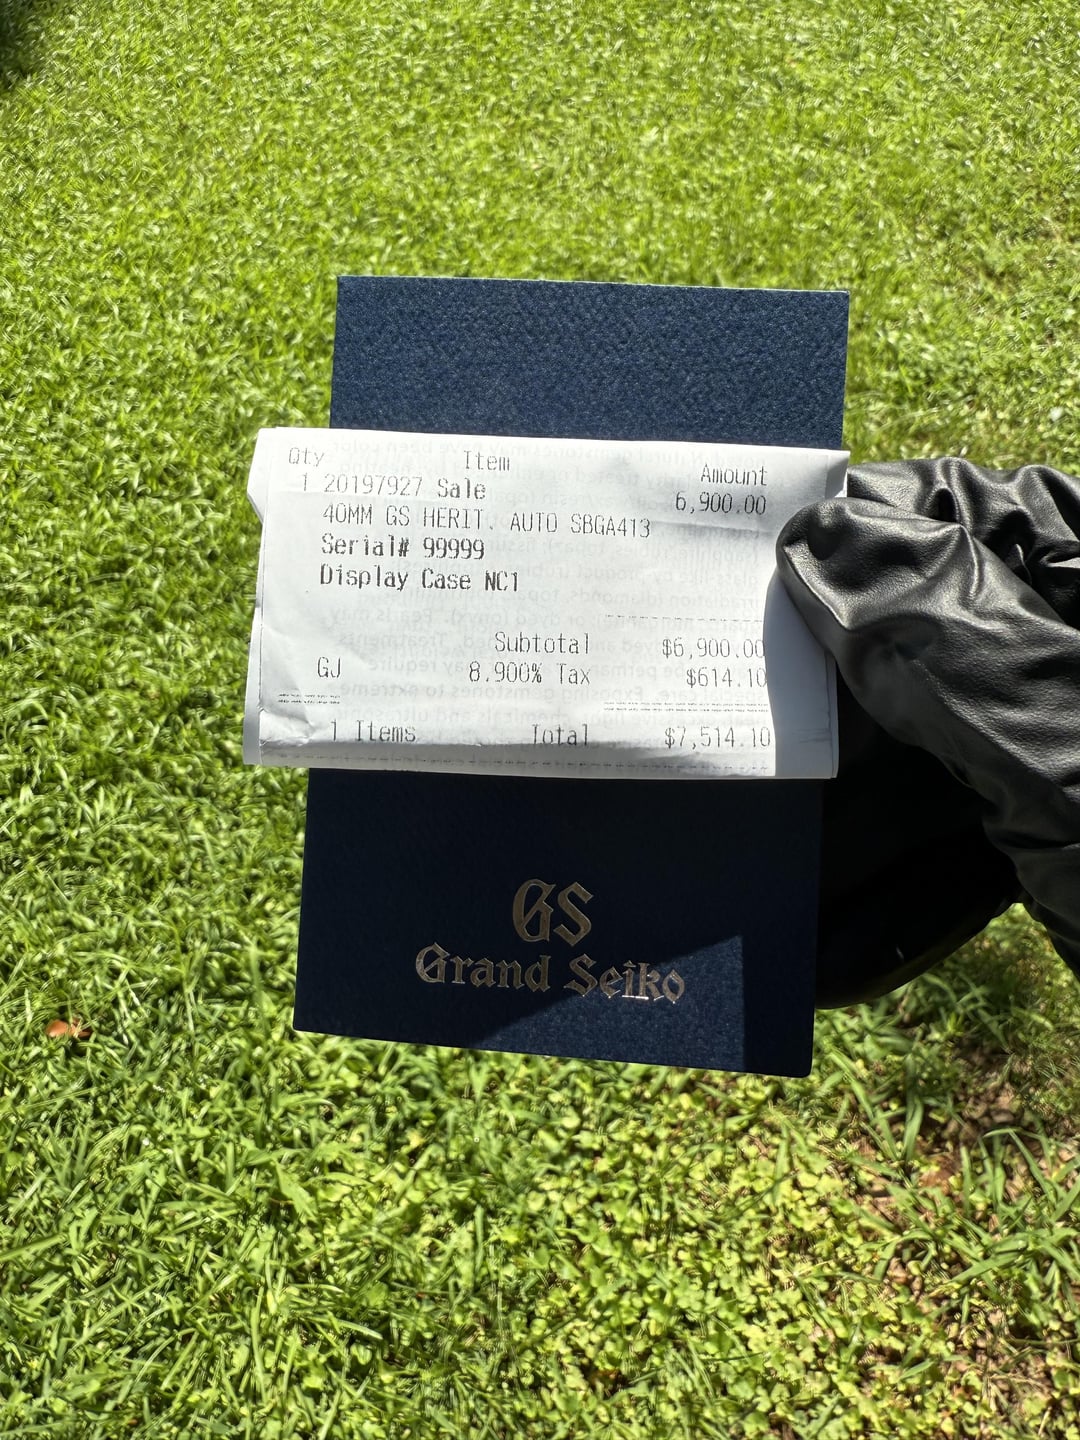 Qty Item Amount
1 20197927 Sale 6,900.00
40MM GS HERIT. AUTO SBGA413
Serial# 99999
Display Case NC1
Subtotal $6,900.00
GJ 8.900% Tax $614.10
1 Items Total $7,514.10
GS
Grand Seiko